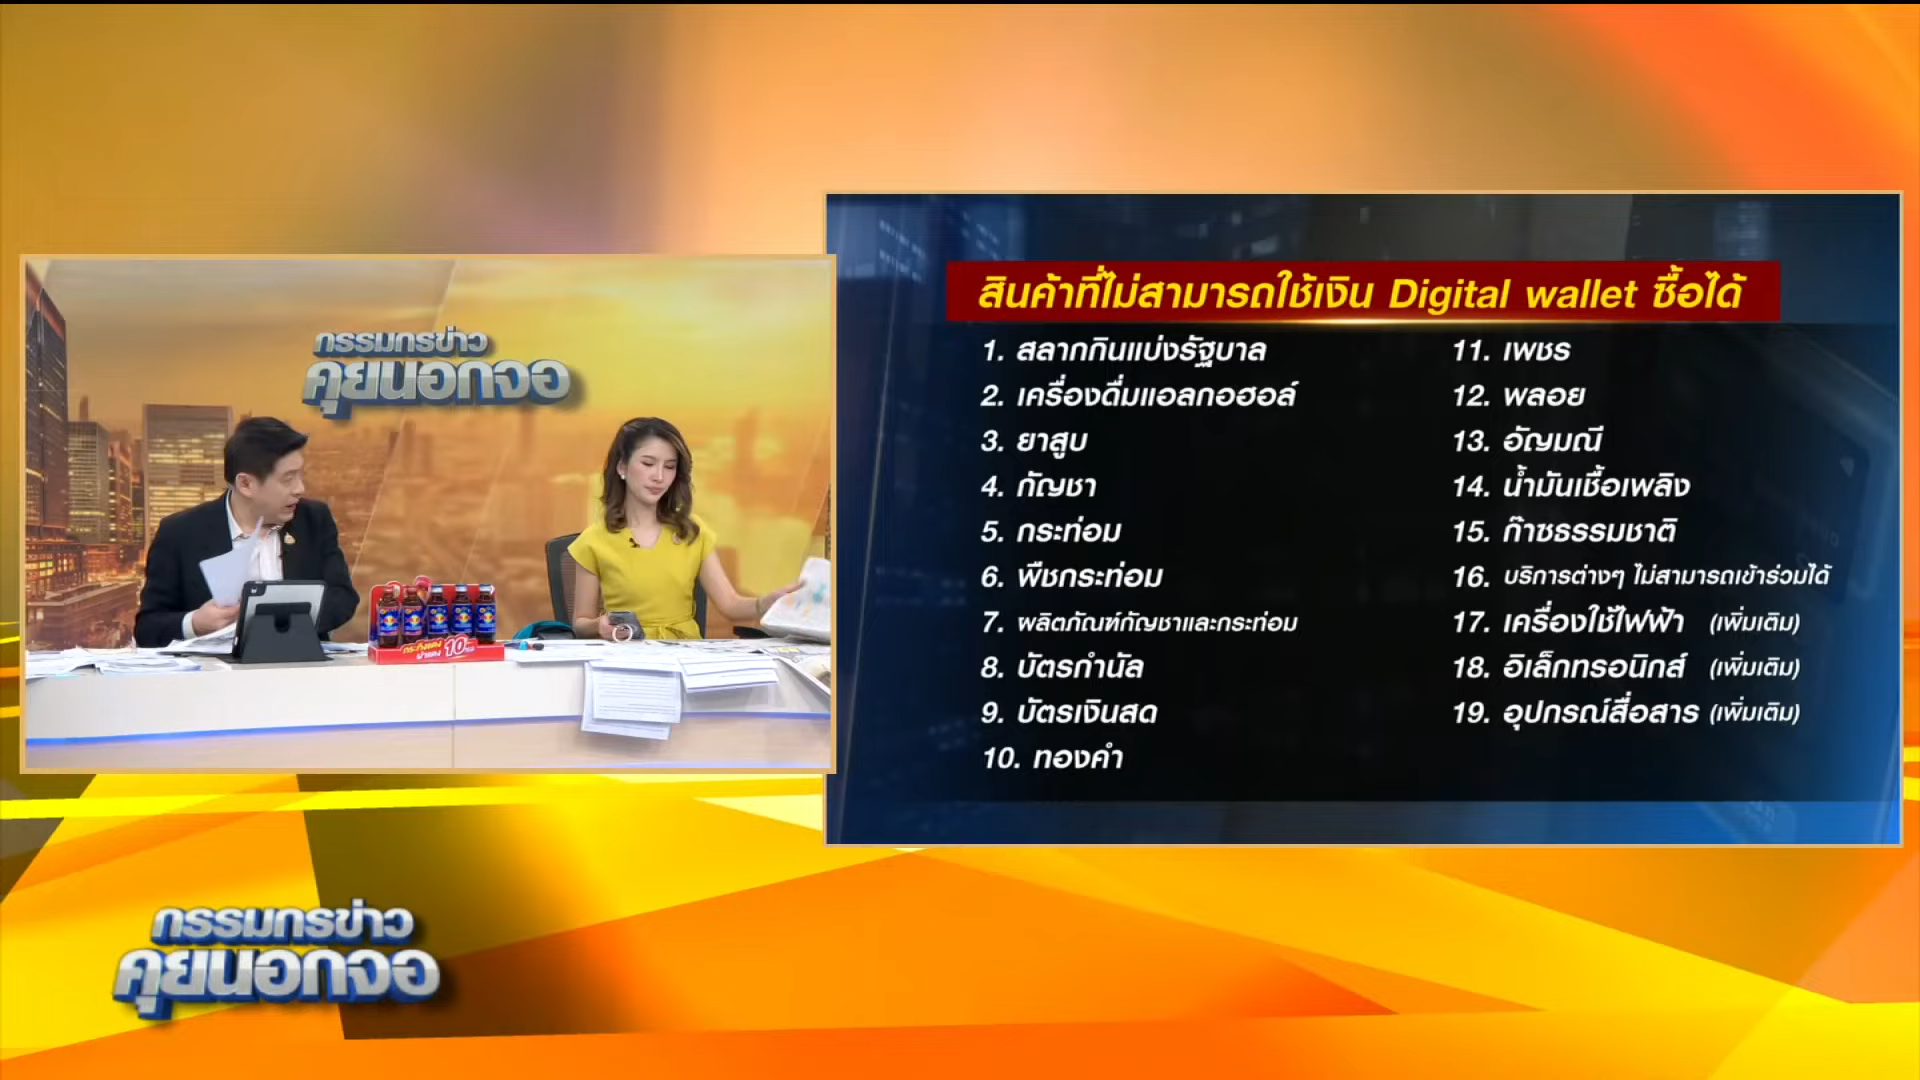 กรรมกรข่าว
คุยนอกจอ
กระทิงแดง
ฝาแดง 10
สินค้าที่ไม่สามารถใช้เงิน Digital wallet ซื้อได้
1. สลากกินแบ่งรัฐบาล
2. เครื่องดื่มแอลกอฮอล์
3. ยาสูบ
4. กัญชา
5. กระท่อม
6. พืชกระท่อม
7. ผลิตภัณฑ์กัญชาและกระท่อม
8. บัตรกำนัล
9. บัตรเงินสด
10. ทองคำ
11. เพชร
12. พลอย
13. อัญมณี
14. น้ำมันเชื้อเพลิง
15. ก๊าซธรรมชาติ
16. บริการต่างๆ ไม่สามารถเข้าร่วมได้
17. เครื่องใช้ไฟฟ้า (เพิ่มเติม)
18. อิเล็กทรอนิกส์ (เพิ่มเติม)
19. อุปกรณ์สื่อสาร (เพิ่มเติม)
กรรมกรข่าว
คุยนอกจอ